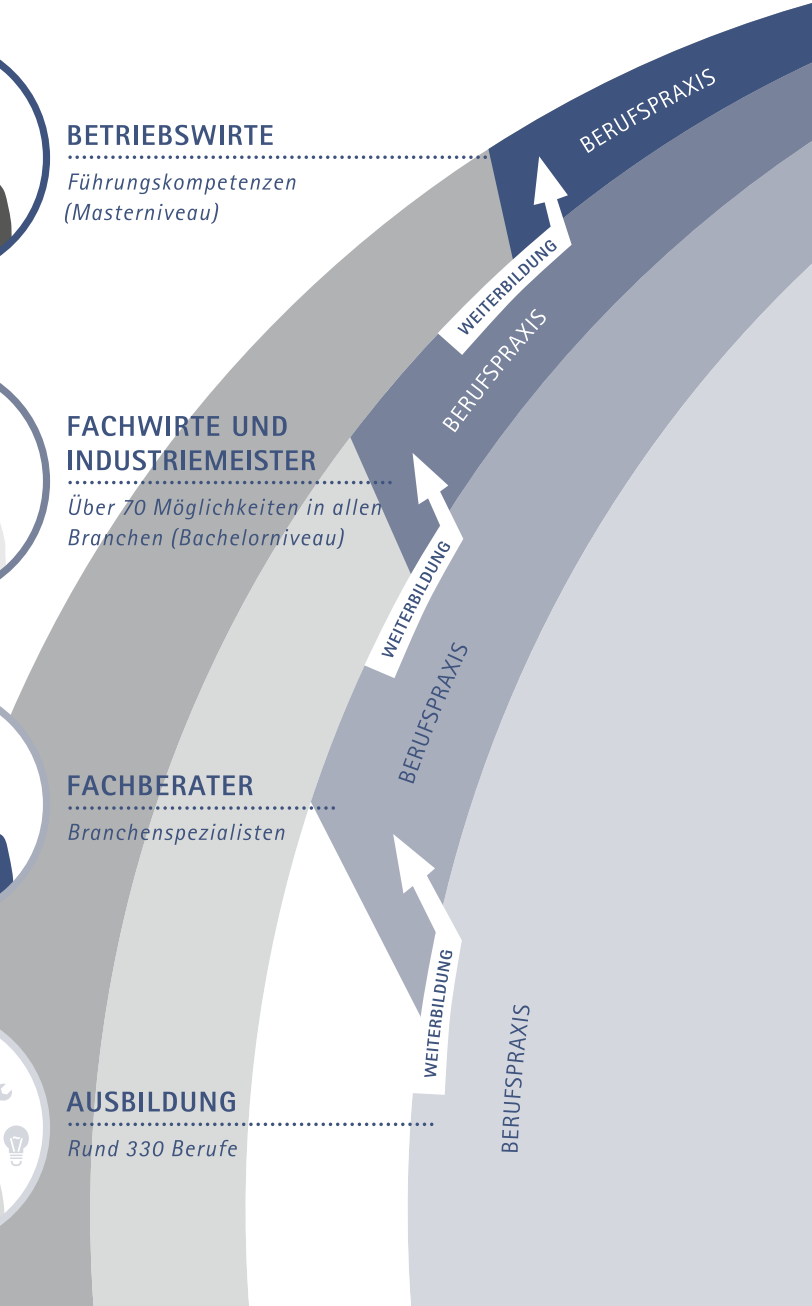 BETRIEBSWIRTE
Führungskompetenzen
(Masterniveau)
BERUFSPRAXIS
WEITERBILDUNG
FACHWIRTE UND
INDUSTRIEMEISTER
Über 70 Möglichkeiten in allen
Branchen (Bachelorniveau)
BERUFSPRAXIS
WEITERBILDUNG
FACHBERATER
Branchenspezialisten
BERUFSPRAXIS
WEITERBILDUNG
AUSBILDUNG
Rund 330 Berufe
BERUFSPRAXIS